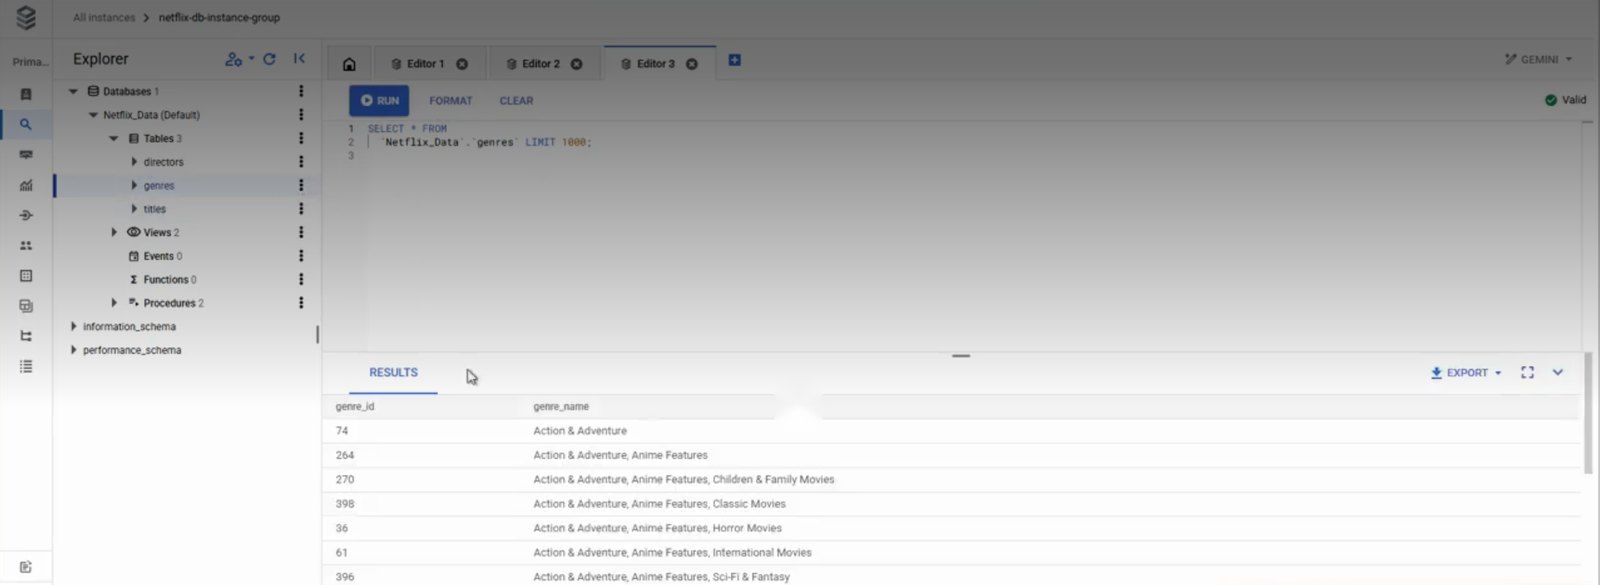 All instances > netflix-db-instance-group
Prima...
Explorer
Editor 1
Editor 2
Editor 3
GEMINI
RUN
FORMAT
CLEAR
Valid
Databases 1
Netflix_Data (Default)
Tables 3
directors
genres
titles
Views 2
Events 0
Functions 0
Procedures 2
information_schema
performance_schema
1 SELECT * FROM
2 `Netflix_Data`.`genres` LIMIT 1000;
3
RESULTS
EXPORT
genre_id genre_name
74 Action & Adventure
264 Action & Adventure, Anime Features
270 Action & Adventure, Anime Features, Children & Family Movies
398 Action & Adventure, Anime Features, Classic Movies
36 Action & Adventure, Anime Features, Horror Movies
61 Action & Adventure, Anime Features, International Movies
396 Action & Adventure, Anime Features, Sci-Fi & Fantasy